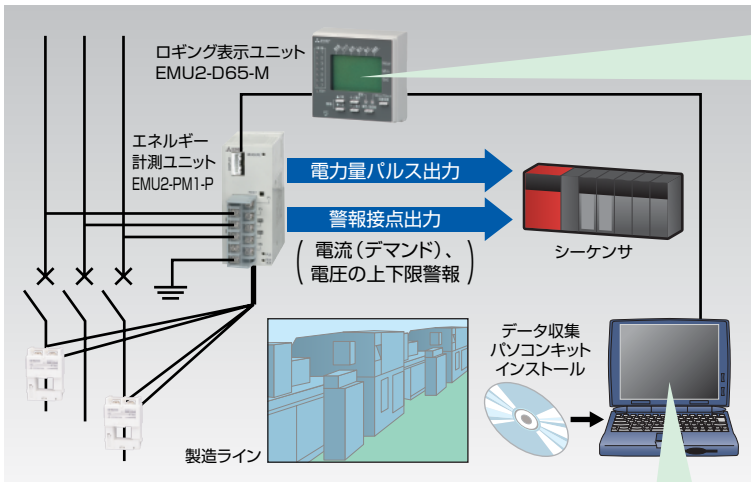 ロギング表示ユニット
EMU2-D65-M
エネルギー
計測ユニット
EMU2-PM1-P
電力量パルス出力
警報接点出力
(電流(デマンド)、
電圧の上下限警報)
シーケンサ
データ収集
パソコンキット
インストール
製造ライン